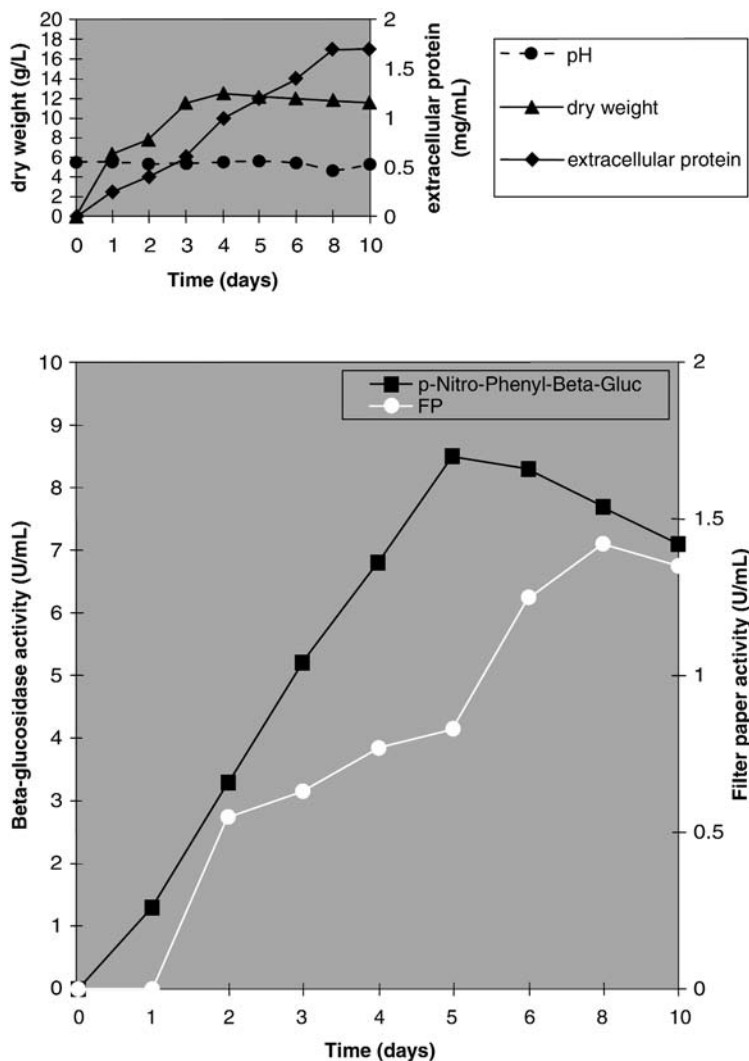 20
18
16
14
12
10
8
6
4
2
0
dry weight (g/L)
2
1.5
1
0.5
0
extracellular protein
(mg/mL)
0 1 2 3 4 5 6 8 10
Time (days)
pH
dry weight
extracellular protein
10
9
8
7
6
5
4
3
2
1
0
Beta-glucosidase activity (U/mL)
p-Nitro-Phenyl-Beta-Gluc
FP
2
1.5
1
0.5
0
Filter paper activity (U/mL)
0 1 2 3 4 5 6 8 10
Time (days)